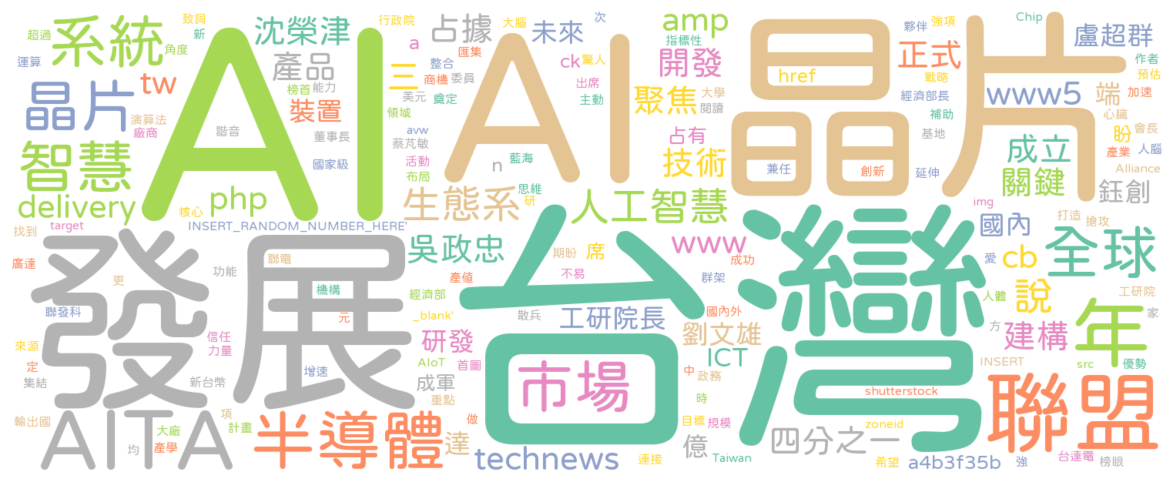 致詞
新
行政院
大廠
次
夥伴
強項
Chip
超過
系統
角度
沈榮津
a
占據
匯集
未來
amp
指標性
正式
盧超群
運算
榜首
能力
產品
商機
整合
委員
三
ck
驚人
開發
href
戰略
作者
預估
晶片
tw
裝置
美元
奠定
出席
主動
聚焦
大學
閱讀
經濟部長
www5
端
加速
演算法
廠商
諧音
董事長
領域
avw
蔡芃敏
AI
AI
晶片
補助
基地
心臟
會長
盼
人腦
產業
智慧
國家級
活動
布局
n
藍海
占有
技術
兼任
創新
延伸
成立
關鍵
Alliance
鈺創
delivery
php
核心
生態系
思維
研
人工智慧
img
找到
target
INSERT_RANDOM_NUMBER_HERE'
國內
打造
搶攻
廣達
更
功能
聯電
吳政忠
期盼
席
www
成功
愛
cb
全球
發展
機構
產值
不易
群架
台灣
人體
工研院
聯發科
元
經濟部
_blank'
散兵
工研院長
國內外
說
方
家
信任
力量
來源
定
集結
增速
研發
AIoT
首圖
劉文雄
ICT
建構
年
新台幣
成軍
重點
市場
中
政務
時
INSERT
src
優勢
shutterstock
輸出國
AITA
項
計畫
大廠
產學
均
半導體
做
達
目標
規模
億
四分之一
zoneid
聯盟
technews
連接
Taiwan
希望
a4b3f35b
強
台達電
榜眼